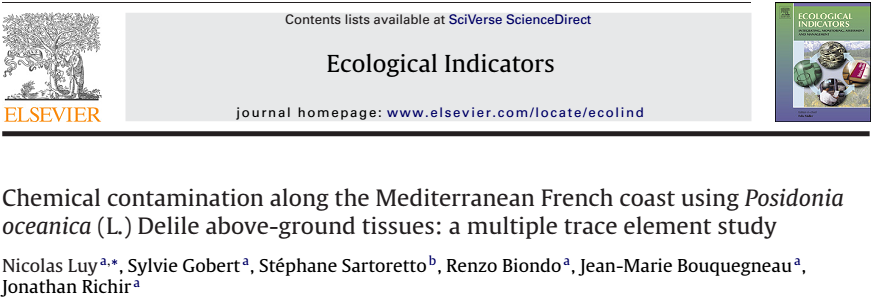 Contents lists available at SciVerse ScienceDirect
Ecological Indicators
journal homepage: www.elsevier.com/locate/ecolind
ELSEVIER
ECOLOGICAL
INDICATORS
Chemical contamination along the Mediterranean French coast using Posidonia
oceanica (L.) Delile above-ground tissues: a multiple trace element study
Nicolas Luy a,*, Sylvie Gobert a, Stéphane Sartoretto b, Renzo Biondo a, Jean-Marie Bouquegneau a,
Jonathan Richir a